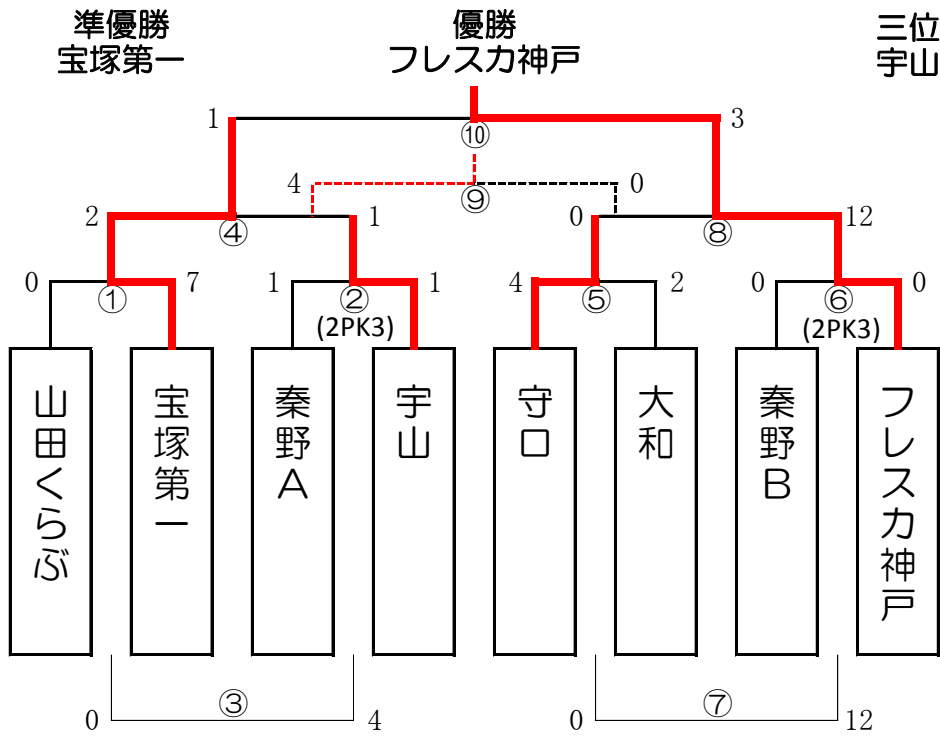 準優勝
宝塚第一
優勝
フレスカ神戸
三位
宇山
1
⑩
3
4
⑨
0
2
④
1
0
⑧
12
0
①
7
1
②
1
(2PK3)
4
⑤
2
0
⑥
0
(2PK3)
山田くらぶ
宝塚第一
秦野A
宇山
守口
大和
秦野B
フレスカ神戸
0
③
4
0
⑦
12